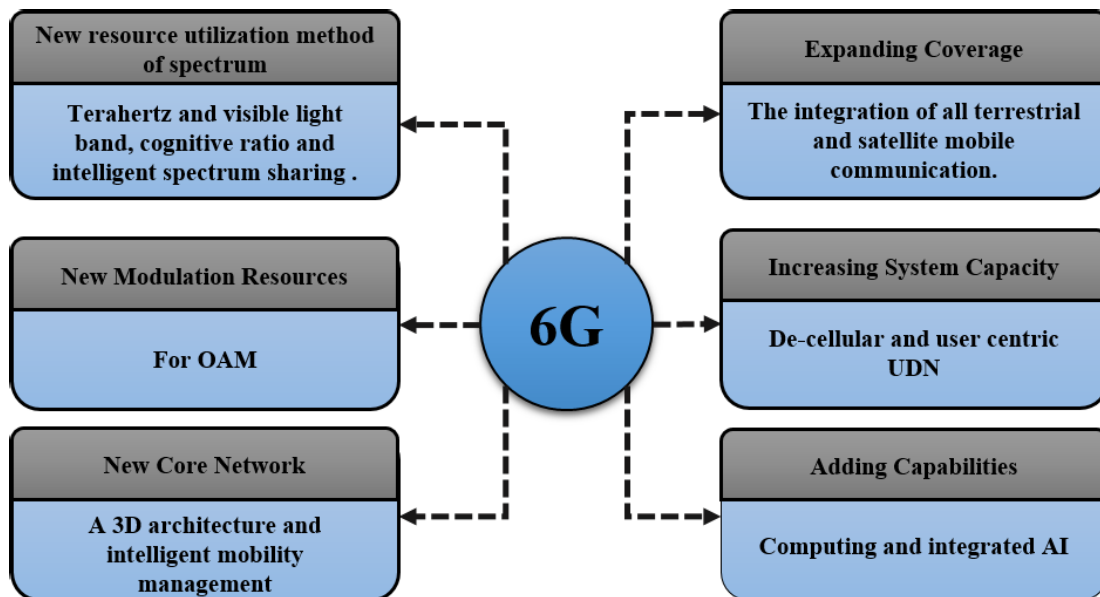 New resource utilization method
of spectrum
Terahertz and visible light
band, cognitive ratio and
intelligent spectrum sharing .
New Modulation Resources
For OAM
New Core Network
A 3D architecture and
intelligent mobility
management
6G
Expanding Coverage
The integration of all terrestrial
and satellite mobile
communication.
Increasing System Capacity
De-cellular and user centric
UDN
Adding Capabilities
Computing and integrated AI